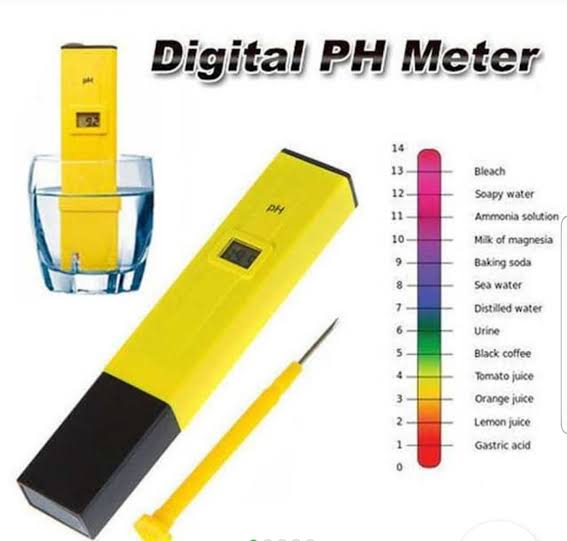 Digital PH Meter
pH
9.2
pH
14
13 Bleach
12 Soapy water
11 Ammonia solution
10 Milk of magnesia
9 Baking soda
8 Sea water
7 Distilled water
6 Urine
5 Black coffee
4 Tomato juice
3 Orange juice
2 Lemon juice
1 Gastric acid
0